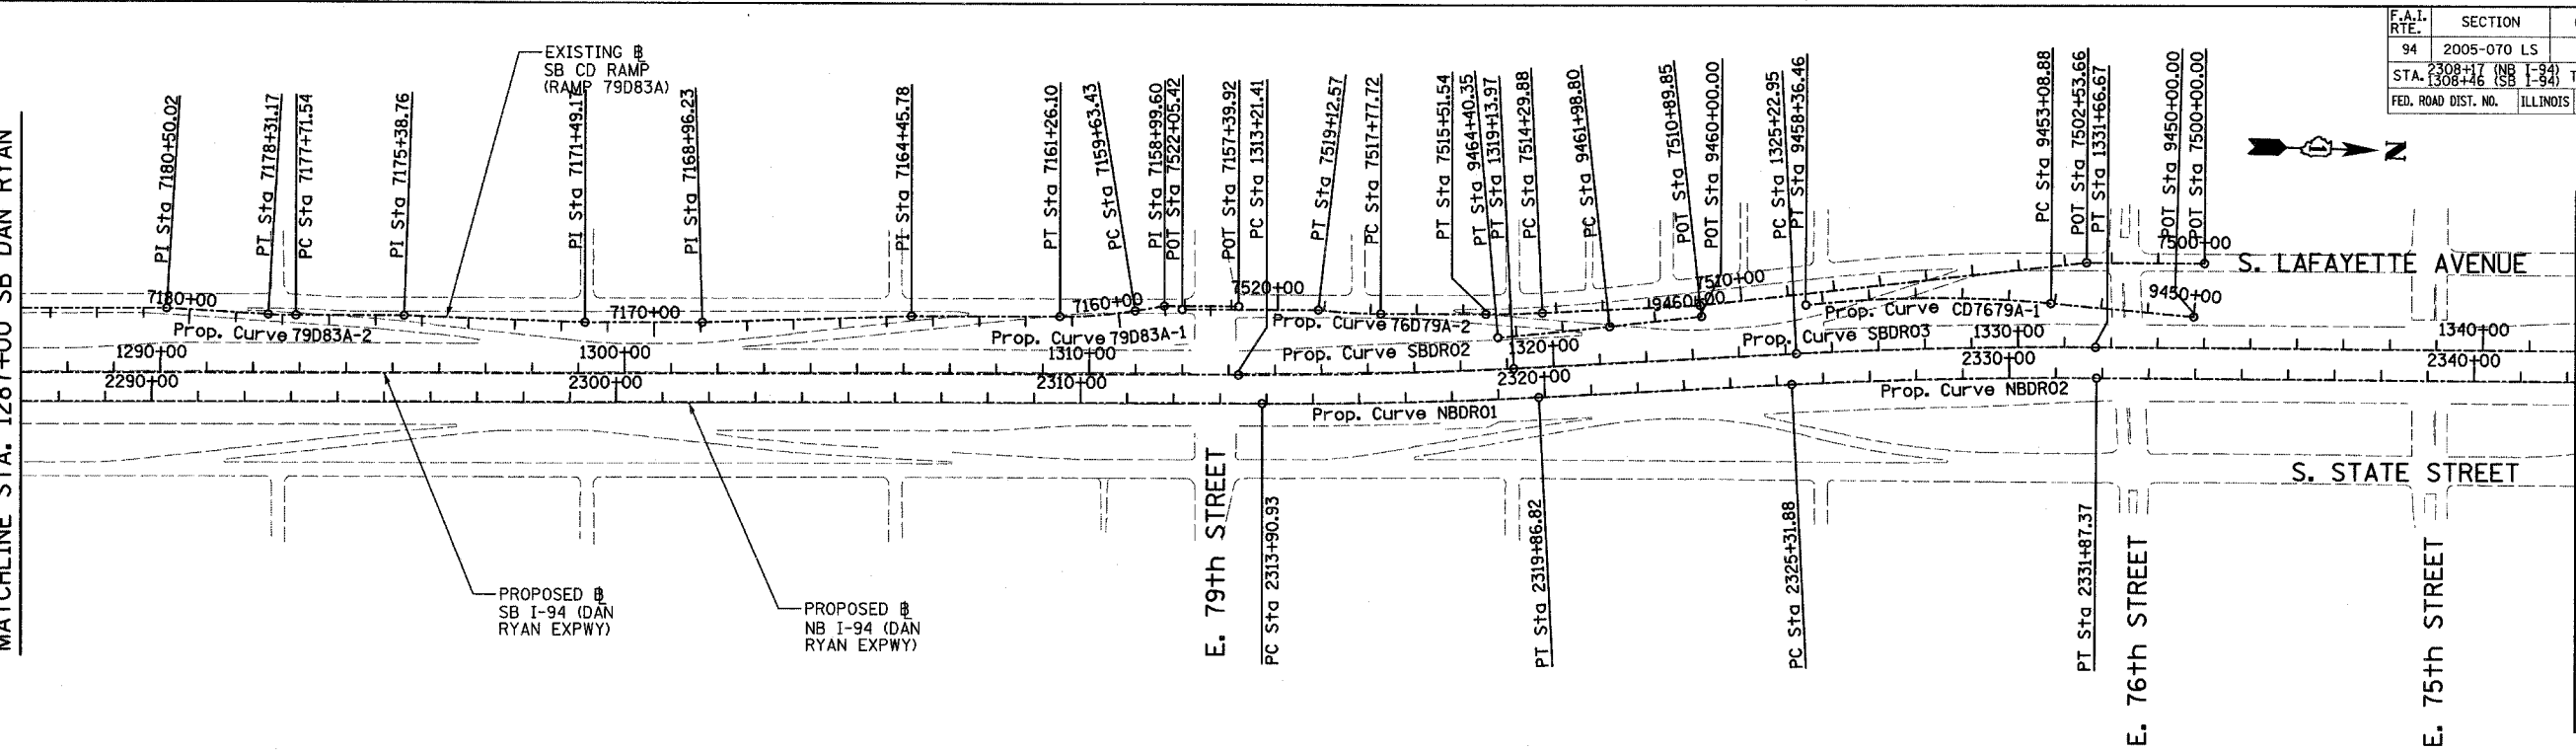 F.A.I. RTE. SECTION
94 2005-070 LS
STA. 2308+17 (NB I-94)
1308+46 (SB I-94)
FED. ROAD DIST. NO. ILLINOIS
EXISTING
SB CD RAMP
(RAMP 79D83A)
PI Sta 7180+50.02
PT Sta 7178+31.17
PC Sta 7177+71.54
PI Sta 7175+38.76
PI Sta 7171+49.17
PI Sta 7168+96.23
PI Sta 7164+45.78
PT Sta 7161+26.10
PC Sta 7159+63.43
PI Sta 7158+99.60
POT Sta 7522+05.42
POT Sta 7157+39.92
PC Sta 1313+21.41
PT Sta 7519+12.57
PC Sta 7517+77.72
PT Sta 7515+51.54
PT Sta 9464+40.35
PT Sta 1319+13.97
PC Sta 7514+29.88
PC Sta 9461+98.80
POT Sta 7510+89.85
POT Sta 9460+00.00
PC Sta 1325+22.95
PT Sta 9458+36.46
PC Sta 9453+08.88
POT Sta 7502+53.66
PT Sta 1331+66.67
POT Sta 9450+00.00
POT Sta 7500+00.00
N
S. LAFAYETTE AVENUE
7180+00
7170+00
7160+00
7520+00
7510+00
7500+00
9460+00
9450+00
Prop. Curve 79D83A-2
Prop. Curve 79D83A-1
Prop. Curve 76D79A-2
Prop. Curve CD7679A-1
Prop. Curve SBDR02
Prop. Curve SBDR03
1290+00
1300+00
1310+00
1320+00
1330+00
1340+00
2290+00
2300+00
2310+00
2320+00
2330+00
2340+00
Prop. Curve NBDR01
Prop. Curve NBDR02
S. STATE STREET
MATCHLINE STA. 1287+00 SB DAN RYAN
PROPOSED
SB I-94 (DAN
RYAN EXPWY)
PROPOSED
NB I-94 (DAN
RYAN EXPWY)
E. 79th STREET
PC Sta 2313+90.93
PT Sta 2319+86.82
PC Sta 2325+31.88
PT Sta 2331+87.37
E. 76th STREET
E. 75th STREET